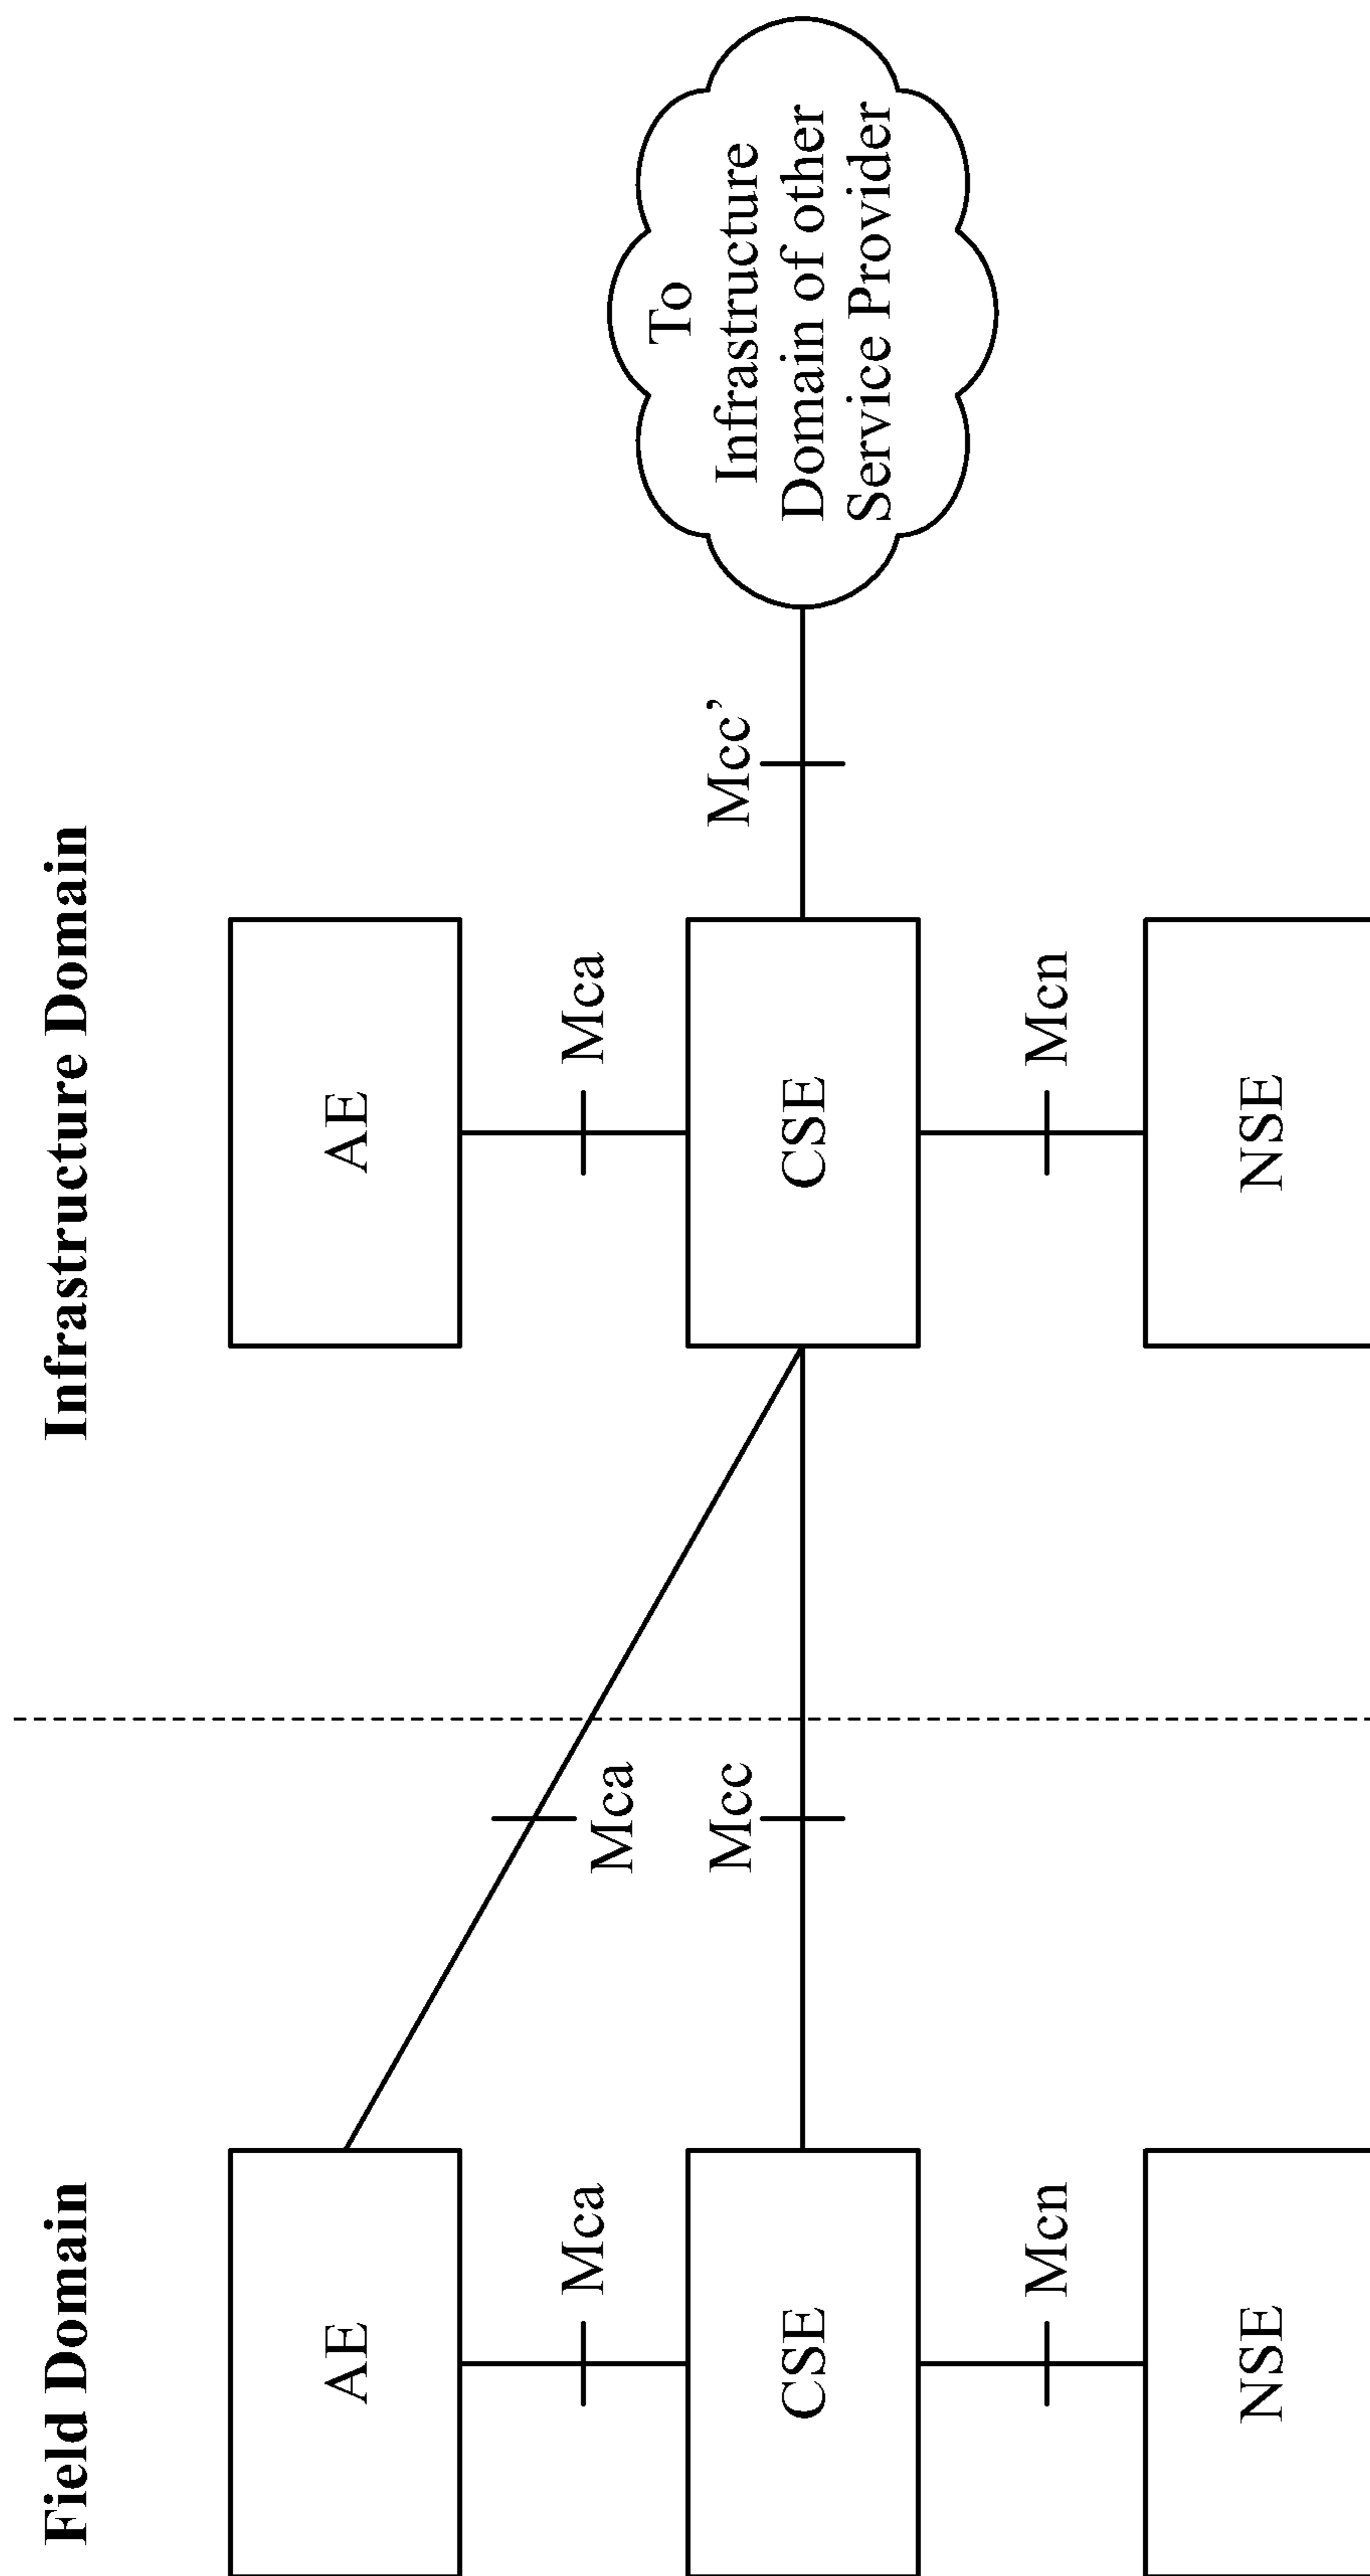 Field Domain
Infrastructure Domain
AE
AE
Mca
Mca
Mca
Mcc
Mcc’
CSE
CSE
To
Infrastructure
Domain of other
Service Provider
Mcn
Mcn
NSE
NSE